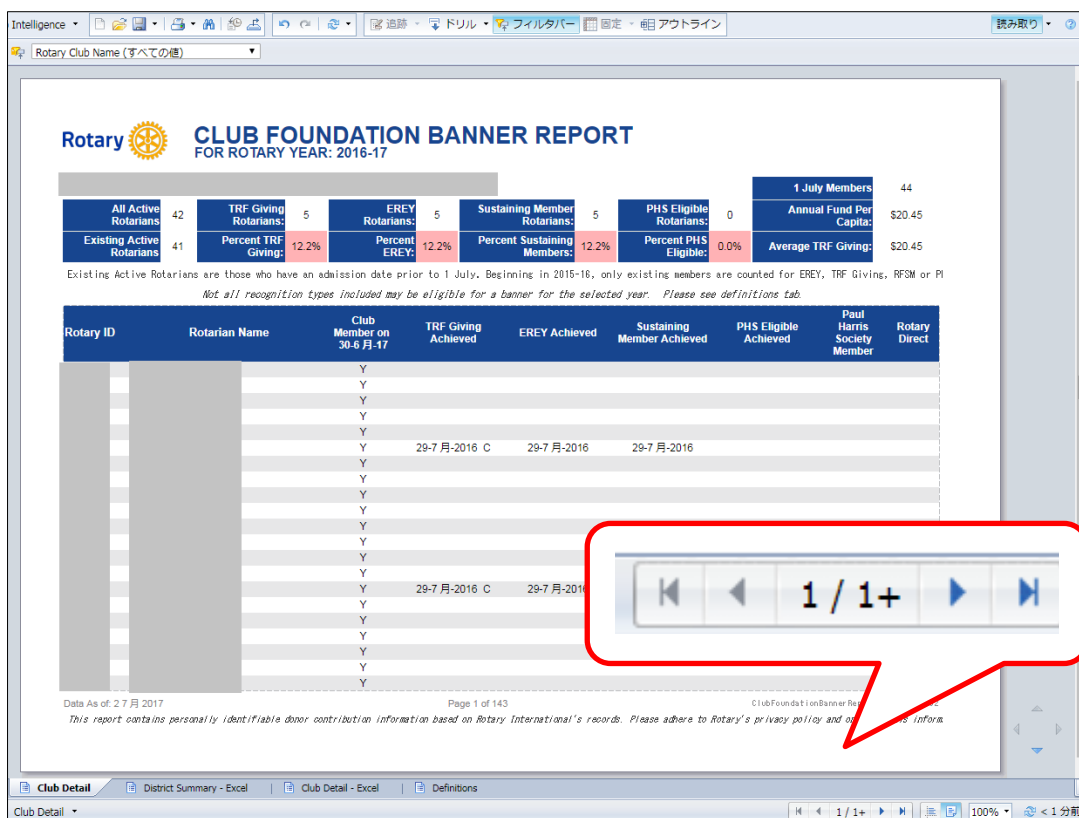 Intelligence
追跡 ドリル フィルタバー 固定 アウトライン 読み取り
Rotary Club Name (すべての値)
Rotary
CLUB FOUNDATION BANNER REPORT
FOR ROTARY YEAR: 2016-17
1 July Members 44
All Active Rotarians 42 TRF Giving Rotarians: 5 EREY Rotarians: 5 Sustaining Member Rotarians: 5 PHS Eligible Rotarians: 0 Annual Fund Per Capita: $20.45
Existing Active Rotarians 41 Percent TRF Giving: 12.2% Percent EREY: 12.2% Percent Sustaining Members: 12.2% Percent PHS Eligible: 0.0% Average TRF Giving: $20.45
Existing Active Rotarians are those who have an admission date prior to 1 July. Beginning in 2015-16, only existing members are counted for EREY, TRF Giving, RFSM or
Not all recognition types included may be eligible for a banner for the selected year. Please see definitions tab.
Rotary ID Rotarian Name Club Member on 30-6 月-17 TRF Giving Achieved EREY Achieved Sustaining Member Achieved PHS Eligible Achieved Paul Harris Society Member Rotary Direct
Y
Y
Y
Y
Y
Y 29-7 月-2016 C 29-7 月-2016 29-7 月-2016
Y
Y
Y
Y
Y
Y
Y
Y
Y 29-7 月-2016 C 29-7 月-201
Y
Y
Y
Y
Y
Y
1 / 1+
Data As of: 2 7 月 2017 Page 1 of 143 ClubFoundationBannerRe
This report contains personally identifiable donor contribution information based on Rotary International's records. Please adhere to Rotary's privacy policy and
Club Detail District Summary - Excel Club Detail - Excel Definitions
Club Detail 1 / 1+ 100% < 1 分前